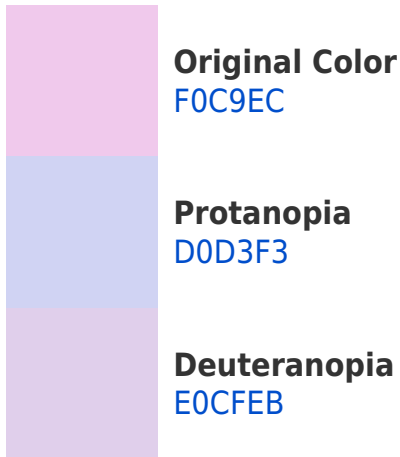 Original Color
F0C9EC
Protanopia
D0D3F3
Deuteranopia
E0CFEB